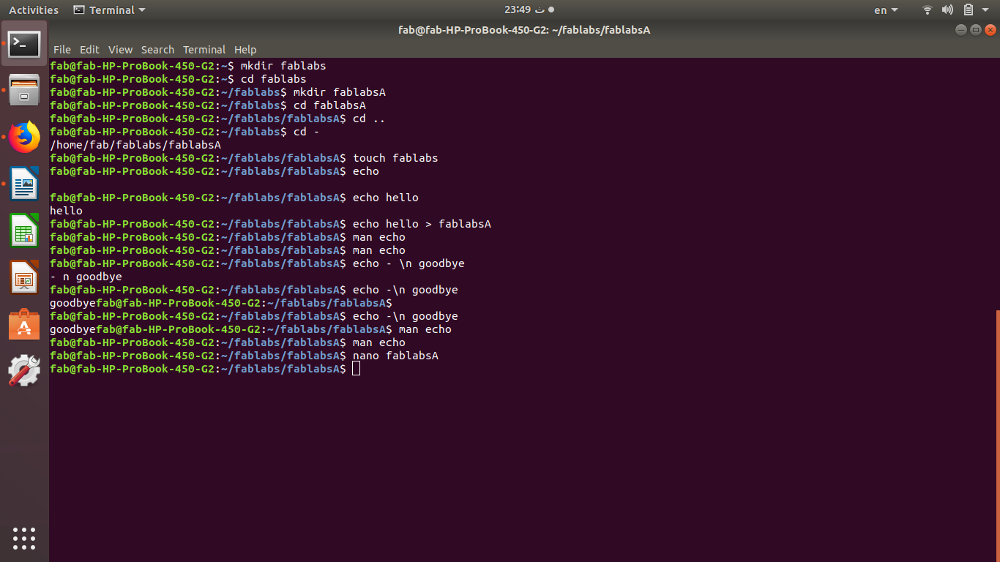 Activities Terminal 23:49 ث en
fab@fab-HP-ProBook-450-G2: ~/fablabs/fablabsA
File Edit View Search Terminal Help
fab@fab-HP-ProBook-450-G2:~$ mkdir fablabs
fab@fab-HP-ProBook-450-G2:~$ cd fablabs
fab@fab-HP-ProBook-450-G2:~/fablabs$ mkdir fablabsA
fab@fab-HP-ProBook-450-G2:~/fablabs$ cd fablabsA
fab@fab-HP-ProBook-450-G2:~/fablabs/fablabsA$ cd ..
fab@fab-HP-ProBook-450-G2:~/fablabs$ cd -
/home/fab/fablabs/fablabsA
fab@fab-HP-ProBook-450-G2:~/fablabs/fablabsA$ touch fablabs
fab@fab-HP-ProBook-450-G2:~/fablabs/fablabsA$ echo

fab@fab-HP-ProBook-450-G2:~/fablabs/fablabsA$ echo hello
hello
fab@fab-HP-ProBook-450-G2:~/fablabs/fablabsA$ echo hello > fablabsA
fab@fab-HP-ProBook-450-G2:~/fablabs/fablabsA$ man echo
fab@fab-HP-ProBook-450-G2:~/fablabs/fablabsA$ man echo
fab@fab-HP-ProBook-450-G2:~/fablabs/fablabsA$ echo - \n goodbye
- n goodbye
fab@fab-HP-ProBook-450-G2:~/fablabs/fablabsA$ echo -\n goodbye
goodbyefab@fab-HP-ProBook-450-G2:~/fablabs/fablabsA$
fab@fab-HP-ProBook-450-G2:~/fablabs/fablabsA$ echo -\n goodbye
goodbyefab@fab-HP-ProBook-450-G2:~/fablabs/fablabsA$ man echo
fab@fab-HP-ProBook-450-G2:~/fablabs/fablabsA$ man echo
fab@fab-HP-ProBook-450-G2:~/fablabs/fablabsA$ nano fablabsA
fab@fab-HP-ProBook-450-G2:~/fablabs/fablabsA$